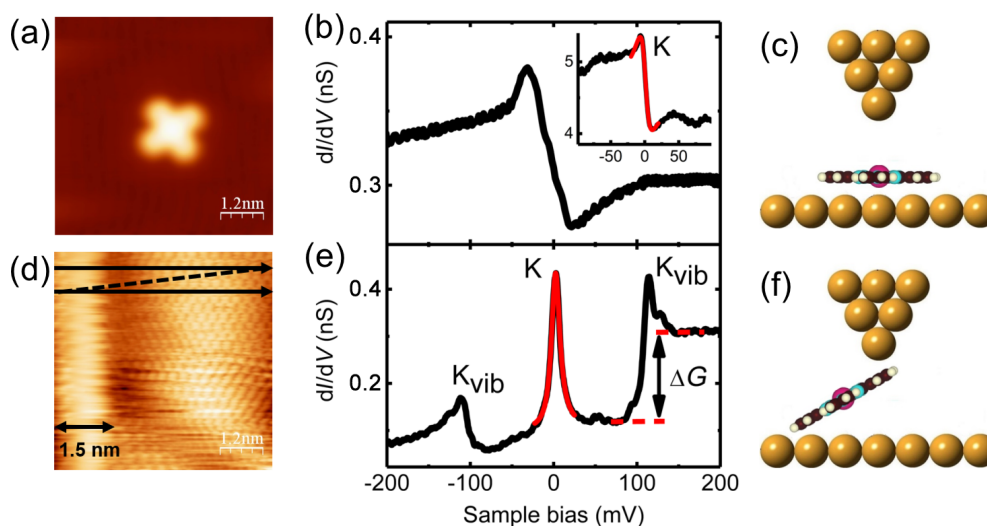 (a)
1.2nm
(b)
0.4
0.3
dI/dV (nS)
K
5
4
-50 0 50
(c)
(d)
1.5 nm
1.2nm
(e)
K
Kvib
Kvib
ΔG
0.4
0.2
dI/dV (nS)
-200 -100 0 100 200
Sample bias (mV)
(f)